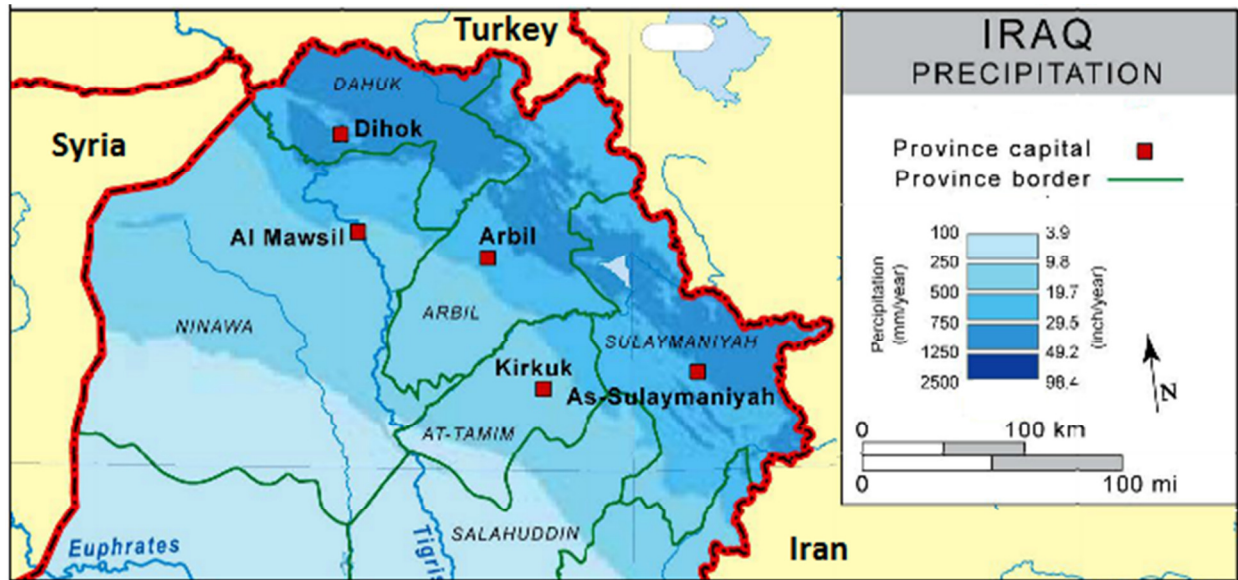 Turkey
Syria
DAHUK
Dihok
Al Mawsil
Arbil
NINAWA
ARBIL
SULAYMANIYAH
Kirkuk
As-Sulaymaniyah
AT-TAMIM
SALAHUDDIN
Euphrates
Tigris
Iran
IRAQ
PRECIPITATION
Province capital
Province border
Percipitation
(mm/year)
100
250
500
750
1250
2500
3.9
9.8
19.7
29.5
49.2
98.4
(inch/year)
N
0 100 km
0 100 mi